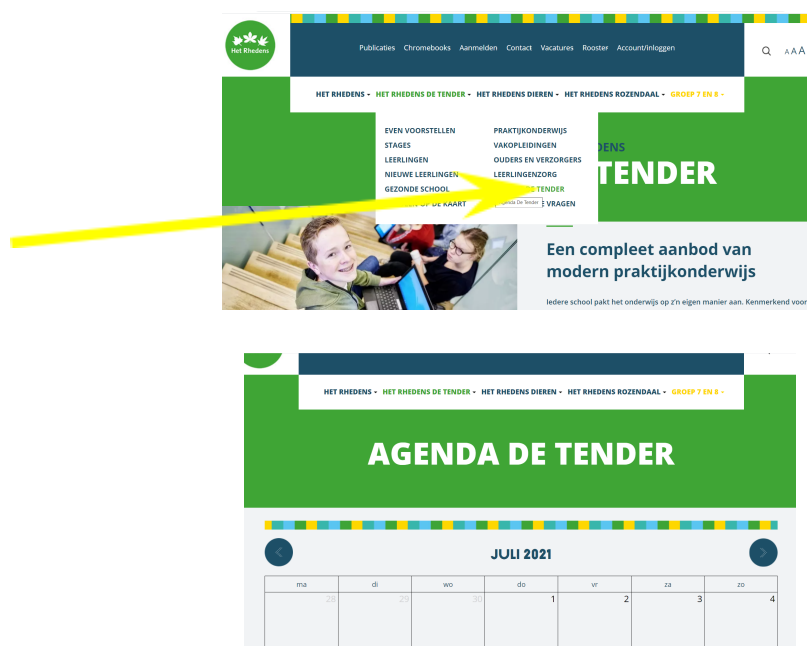 Het Rhedens
Publicaties Chromebooks Aanmelden Contact Vacatures Rooster Account/inloggen
A A A
HET RHEDENS HET RHEDENS DE TENDER HET RHEDENS DIEREN HET RHEDENS ROZENDAAL GROEP 7 EN 8
EVEN VOORSTELLEN PRAKTIJKONDERWIJS
STAGES VAKOPLEIDINGEN
LEERLINGEN OUDERS EN VERZORGERS
NIEUWE LEERLINGEN LEERLINGENZORG
GEZONDE SCHOOL DE TENDER
OP DE KAART VRAGEN
Agenda De Tender
TENDER
Een compleet aanbod van
modern praktijkonderwijs
Iedere school pakt het onderwijs op z'n eigen manier aan. Kenmerkend voor
HET RHEDENS HET RHEDENS DE TENDER HET RHEDENS DIEREN HET RHEDENS ROZENDAAL GROEP 7 EN 8
AGENDA DE TENDER
JULI 2021
ma di wo do vr za zo
28 29 30 1 2 3 4